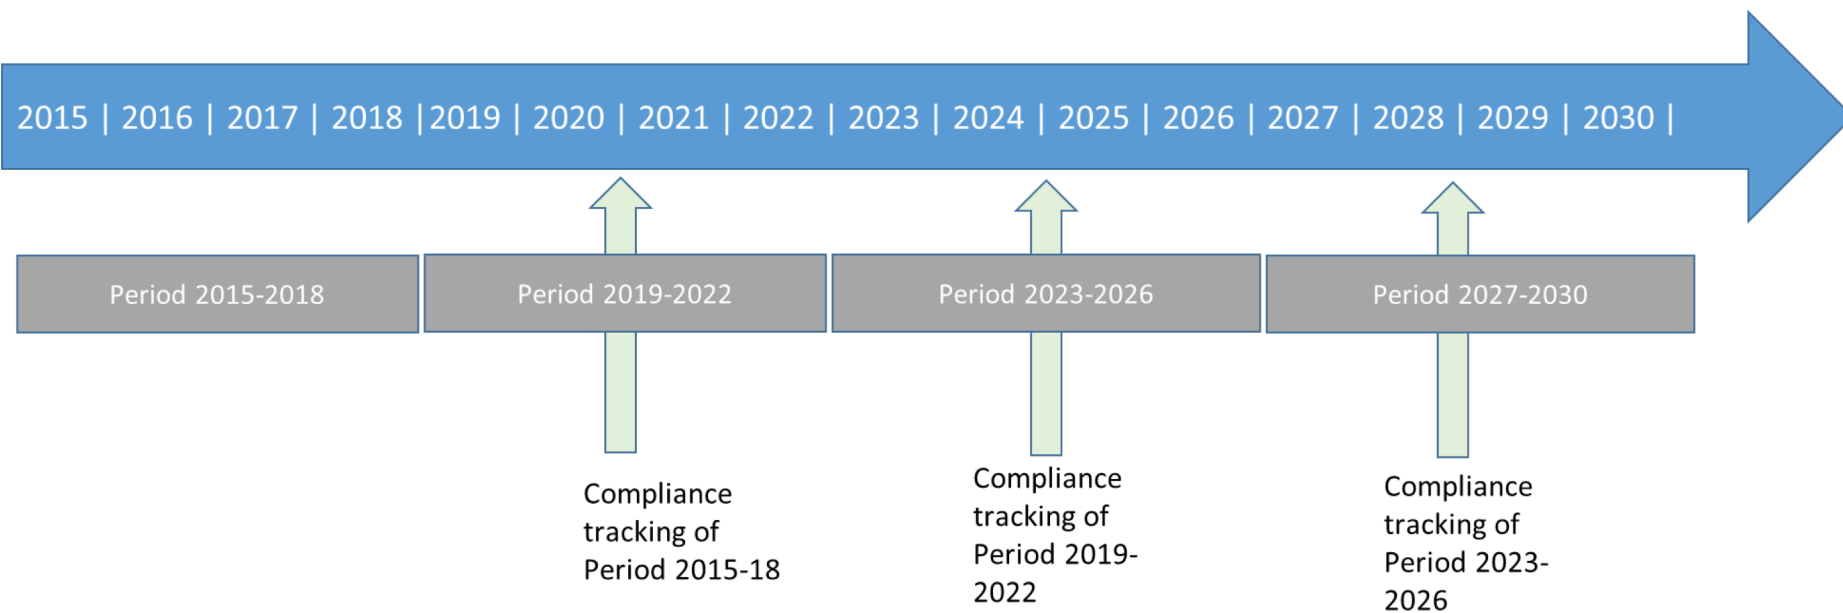 2015 | 2016 | 2017 | 2018 |2019 | 2020 | 2021 | 2022 | 2023 | 2024 | 2025 | 2026 | 2027 | 2028 | 2029 | 2030 |
Period 2015-2018
Period 2019-2022
Period 2023-2026
Period 2027-2030
Compliance
tracking of
Period 2015-18
Compliance
tracking of
Period 2019-
2022
Compliance
tracking of
Period 2023-
2026